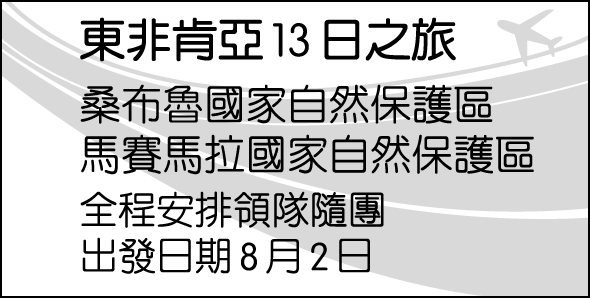 東非肯亞13日之旅
桑布魯國家自然保護區
馬賽馬拉國家自然保護區
全程安排領隊隨團
出發日期8月2日